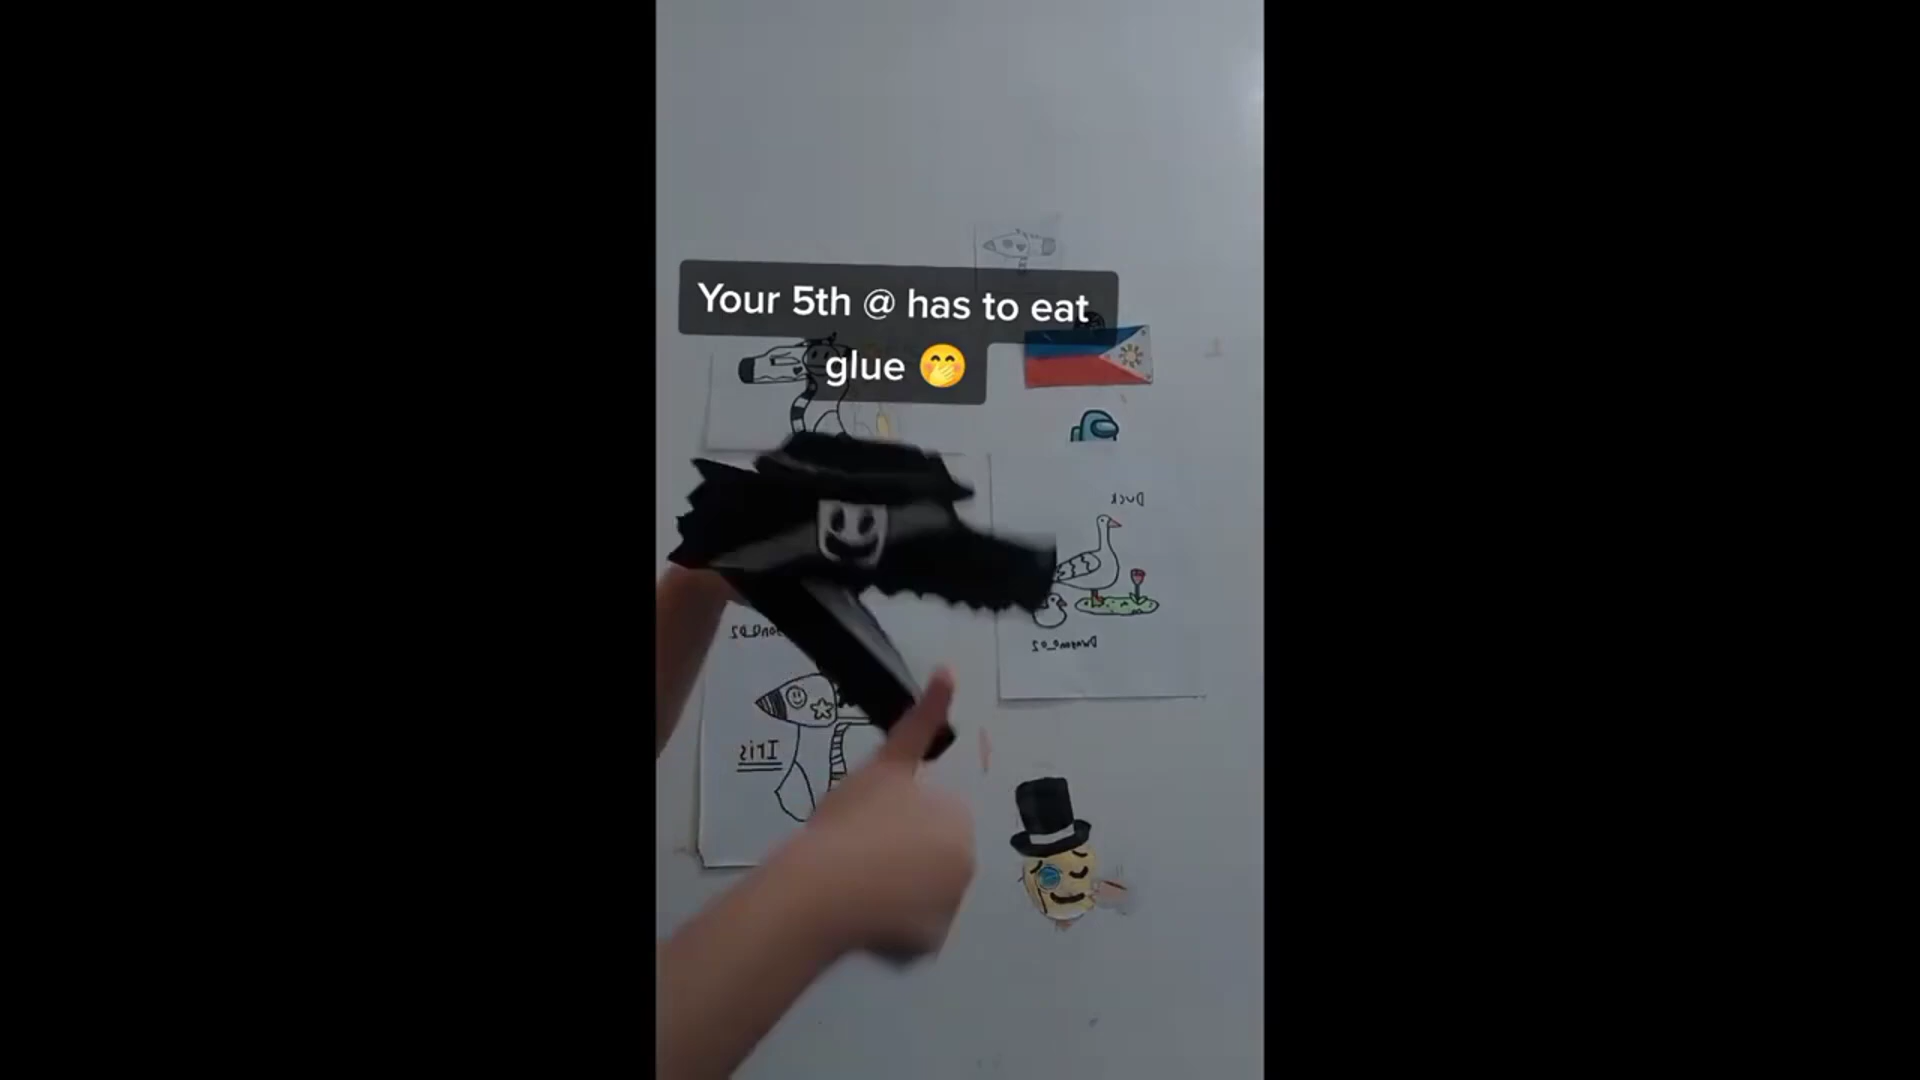 Your 5th @ has to eat
glue 🤭
Duck
Iris